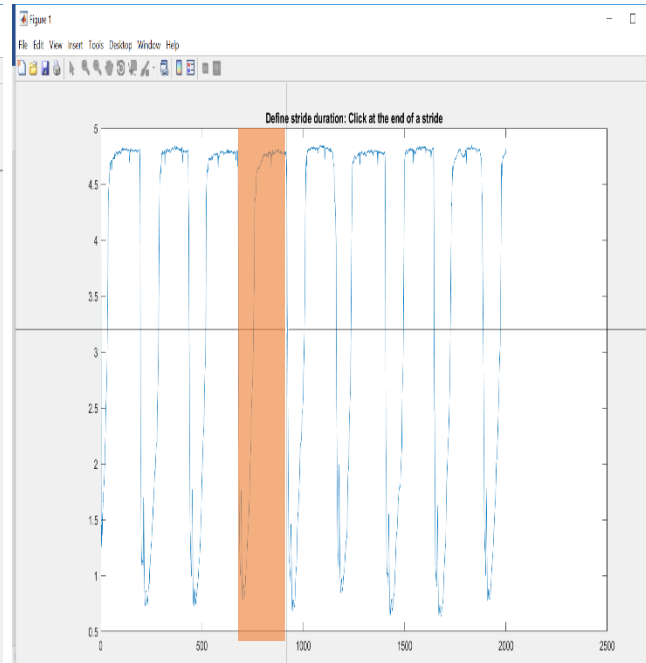 Figure 1
File Edit View Insert Tools Desktop Window Help
Define stride duration: Click at the end of a stride
5
4.5
4
3.5
3
2.5
2
1.5
1
0.5
0 500 1000 1500 2000 2500